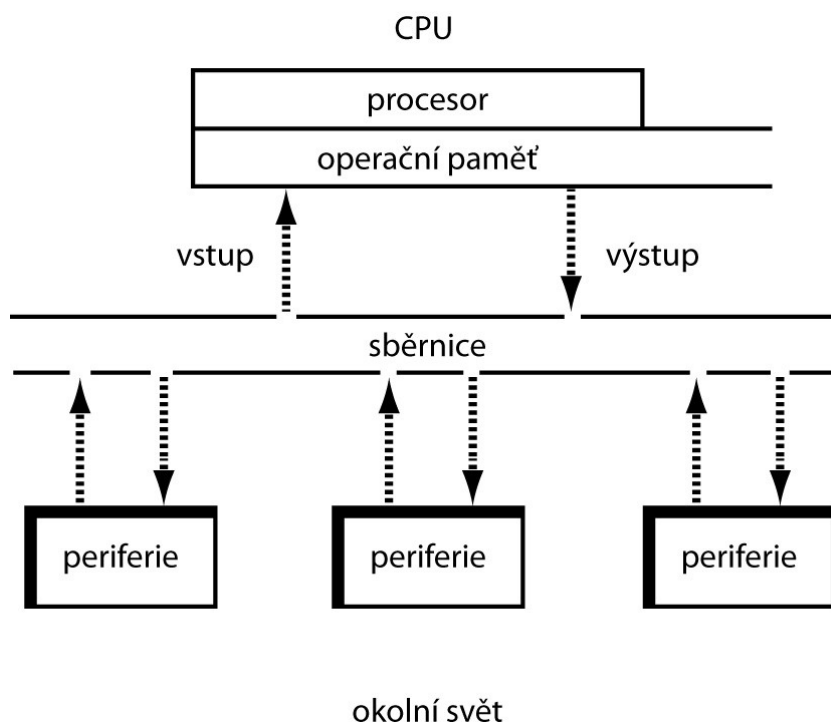 CPU
procesor
operační paměť
vstup
výstup
sběrnice
periferie
periferie
periferie
okolní svět